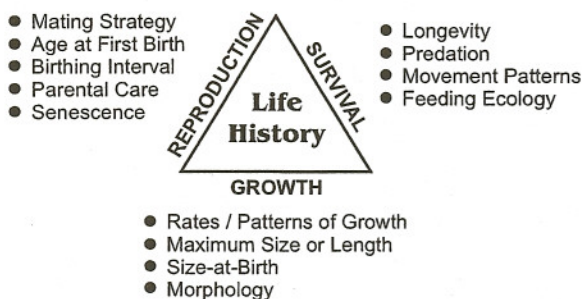 ● Mating Strategy
● Age at First Birth
● Birthing Interval
● Parental Care
● Senescence
REPRODUCTION
Life
History
SURVIVAL
● Longevity
● Predation
● Movement Patterns
● Feeding Ecology
GROWTH
● Rates / Patterns of Growth
● Maximum Size or Length
● Size-at-Birth
● Morphology